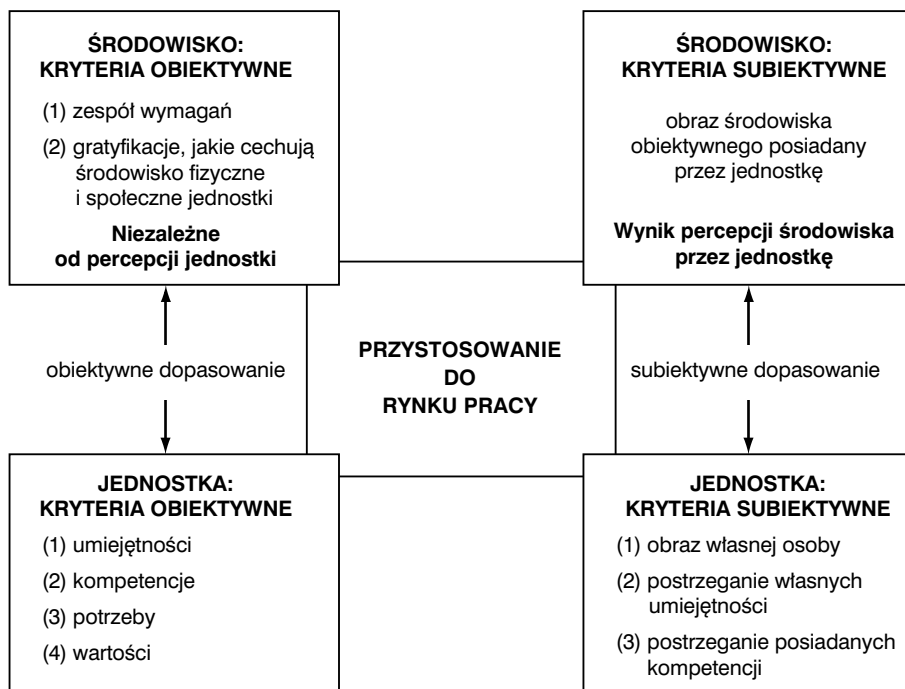 ŚRODOWISKO:
KRYTERIA OBIEKTYWNE
(1) zespół wymagań
(2) gratyfikacje, jakie cechują
środowisko fizyczne
i społeczne jednostki
Niezależne
od percepcji jednostki
ŚRODOWISKO:
KRYTERIA SUBIEKTYWNE
obraz środowiska
obiektywnego posiadany
przez jednostkę
Wynik percepcji środowiska
przez jednostkę
obiektywne dopasowanie
PRZYSTOSOWANIE
DO
RYNKU PRACY
subiektywne dopasowanie
JEDNOSTKA:
KRYTERIA OBIEKTYWNE
(1) umiejętności
(2) kompetencje
(3) potrzeby
(4) wartości
JEDNOSTKA:
KRYTERIA SUBIEKTYWNE
(1) obraz własnej osoby
(2) postrzeganie własnych
umiejętności
(3) postrzeganie posiadanych
kompetencji